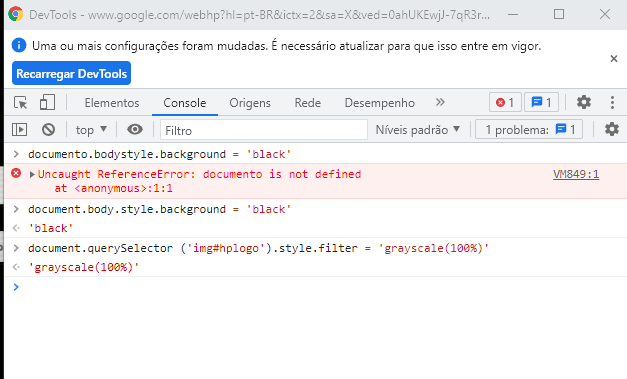 DevTools - www.google.com/webhp?hl=pt-BR&ictx=2&sa=X&ved=0ahUKEwjJ-7qR3r...
Uma ou mais configurações foram mudadas. É necessário atualizar para que isso entre em vigor.
Recarregar DevTools
Elementos Console Origens Rede Desempenho » 1 1
top Filtro Níveis padrão 1 problema: 1
documento.bodystyle.background = 'black'
Uncaught ReferenceError: documento is not defined VM849:1
at <anonymous>:1:1
document.body.style.background = 'black'
'black'
document.querySelector ('img#hplogo').style.filter = 'grayscale(100%)'
'grayscale(100%)'